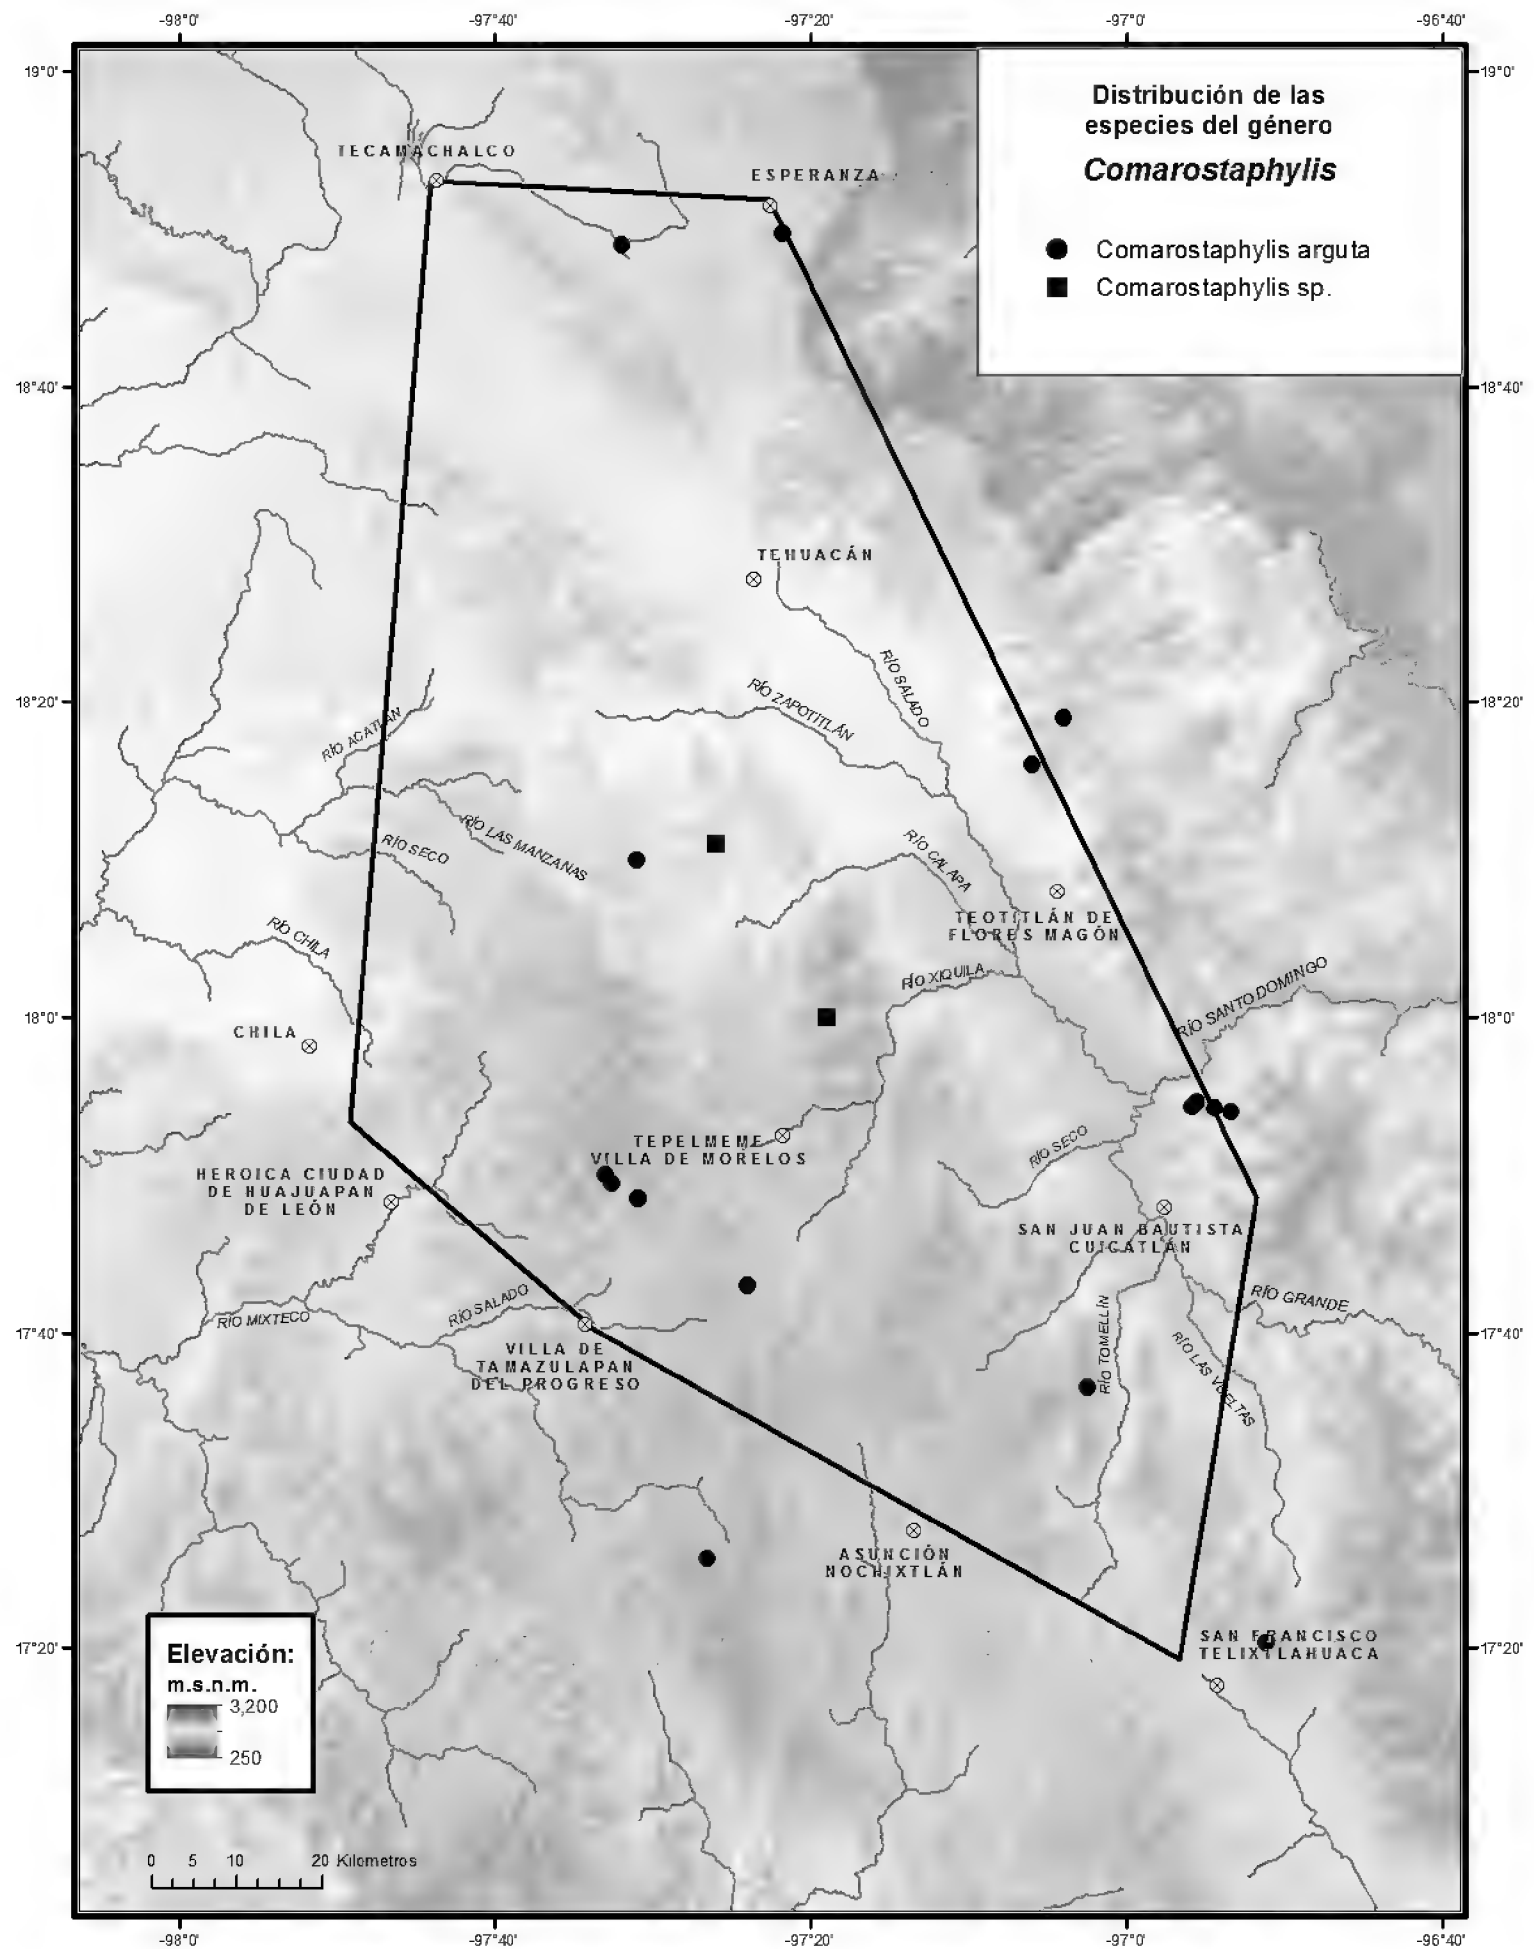 -98°0'
-97°40'
-97°20'
-97°0'
-96°40'
19°0'
19°0'
Distribución de las
especies del género
Comarostaphylis
Comarostaphylis arguta
Comarostaphylis sp.
TECAMACHALCO
ESPERANZA
18°40'
18°40'
TEHUACÁN
RÍO SALADO
RÍO ZAPOTITLÁN
18°20'
18°20'
RÍO ACATLÁN
RÍO LAS MANZANAS
RÍO SECO
RÍO CALAPA
TEOTITLÁN DE
FLORES MAGÓN
RÍO CHILA
RÍO XIQUILA
RÍO SANTO DOMINGO
18°0'
18°0'
CHILA
TEPELMEME
VILLA DE MORELOS
RÍO SECO
HEROICA CIUDAD
DE HUAJUAPAN
DE LEÓN
SAN JUAN BAUTISTA
CUICATLÁN
RÍO SALADO
RÍO MIXTECO
RÍO GRANDE
RÍO TOMELLÍN
RÍO LAS VUELTAS
17°40'
17°40'
VILLA DE
TAMAZULAPAN
DEL PROGRESO
ASUNCIÓN
NOCHIXTLÁN
SAN FRANCISCO
TELIXTLAHUACA
17°20'
17°20'
Elevación:
m.s.n.m.
3,200
250
0 5 10 20 Kilometros
-98°0'
-97°40'
-97°20'
-97°0'
-96°40'